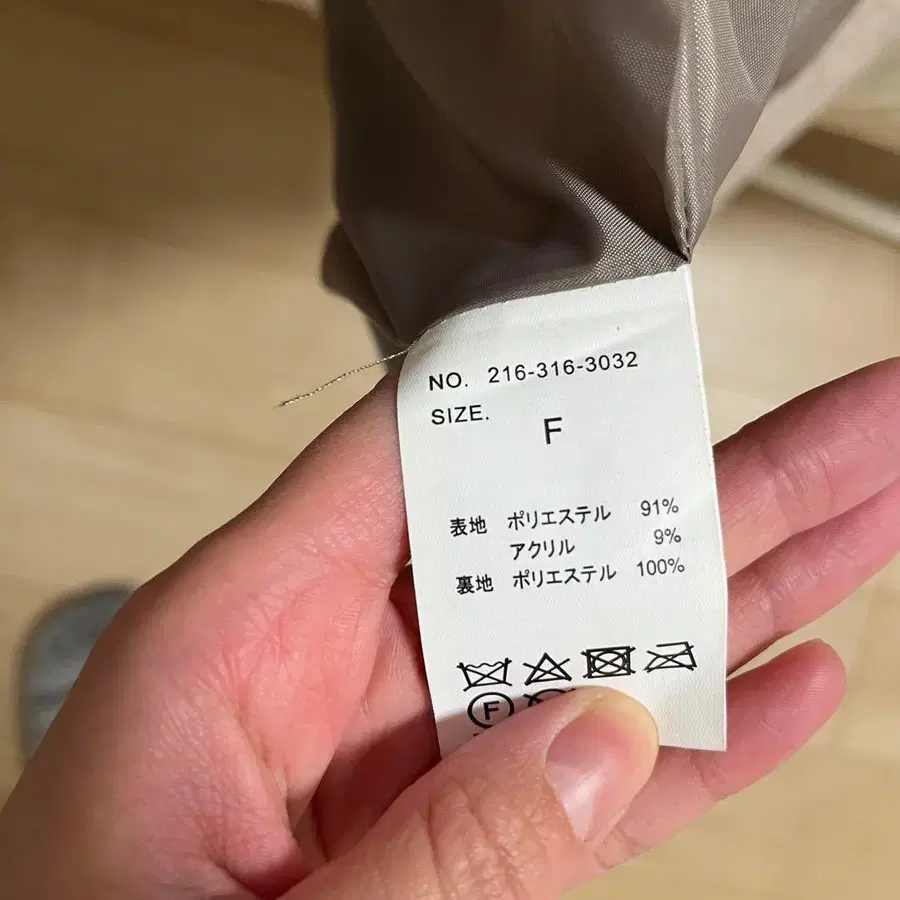 NO. 216-316-3032
SIZE.
F
表地 ポリエステル 91%
アクリル 9%
裏地 ポリエステル 100%
F